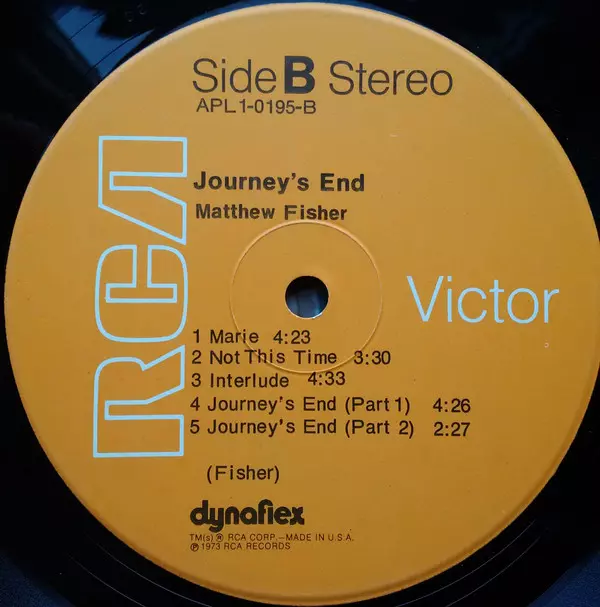 Side B Stereo
APL1-0195-B
RCA
Journey's End
Matthew Fisher
Victor
1 Marie 4:23
2 Not This Time 3:30
3 Interlude 4:33
4 Journey's End (Part 1) 4:26
5 Journey's End (Part 2) 2:27
(Fisher)
dynaflex
TM(s) ® RCA CORP.–MADE IN U.S.A.
℗ 1973 RCA RECORDS